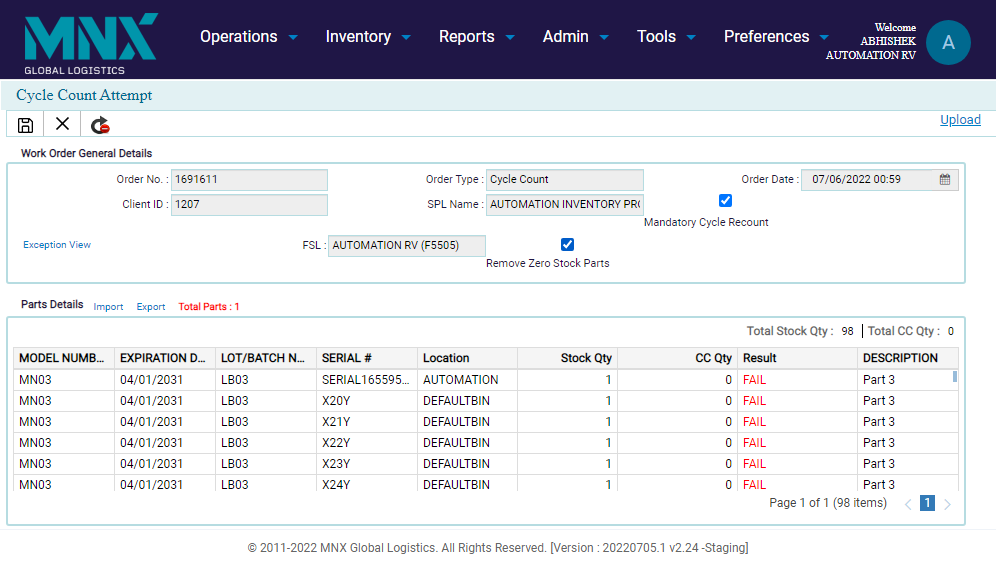 MNX
GLOBAL LOGISTICS
Operations Inventory Reports Admin Tools Preferences
Welcome
ABHISHEK
AUTOMATION RV
A
Cycle Count Attempt
Upload
Work Order General Details
Order No. : 1691611 Order Type : Cycle Count Order Date : 07/06/2022 00:59
Client ID : 1207 SPL Name : AUTOMATION INVENTORY PRO
Mandatory Cycle Recount
Exception View FSL : AUTOMATION RV (F5505)
Remove Zero Stock Parts
Parts Details Import Export Total Parts : 1
Total Stock Qty : 98 Total CC Qty : 0
MODEL NUMB... EXPIRATION D... LOT/BATCH N... SERIAL # Location Stock Qty CC Qty Result DESCRIPTION
MN03 04/01/2031 LB03 SERIAL165595... AUTOMATION 1 0 FAIL Part 3
MN03 04/01/2031 LB03 X20Y DEFAULTBIN 1 0 FAIL Part 3
MN03 04/01/2031 LB03 X21Y DEFAULTBIN 1 0 FAIL Part 3
MN03 04/01/2031 LB03 X22Y DEFAULTBIN 1 0 FAIL Part 3
MN03 04/01/2031 LB03 X23Y DEFAULTBIN 1 0 FAIL Part 3
MN03 04/01/2031 LB03 X24Y DEFAULTBIN 1 0 FAIL Part 3
Page 1 of 1 (98 items) 1
© 2011-2022 MNX Global Logistics. All Rights Reserved. [Version : 20220705.1 v2.24 -Staging]